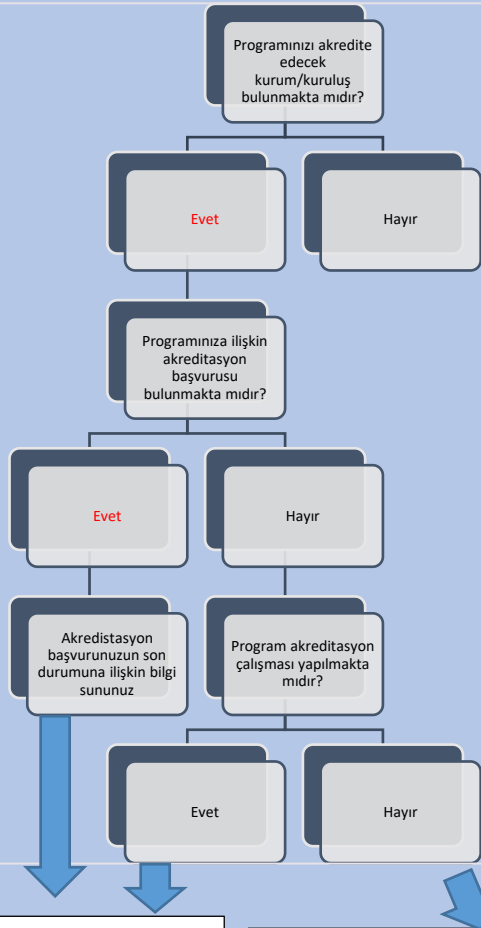 Programınızı akredite
edecek
kurum/kuruluş
bulunmakta mıdır?
Evet
Hayır
Programınıza ilişkin
akreditasyon
başvurusu
bulunmakta mıdır?
Evet
Hayır
Akredistasyon
başvurunuzun son
durumuna ilişkin bilgi
sununuz
Program akreditasyon
çalışması yapılmakta
mıdır?
Evet
Hayır